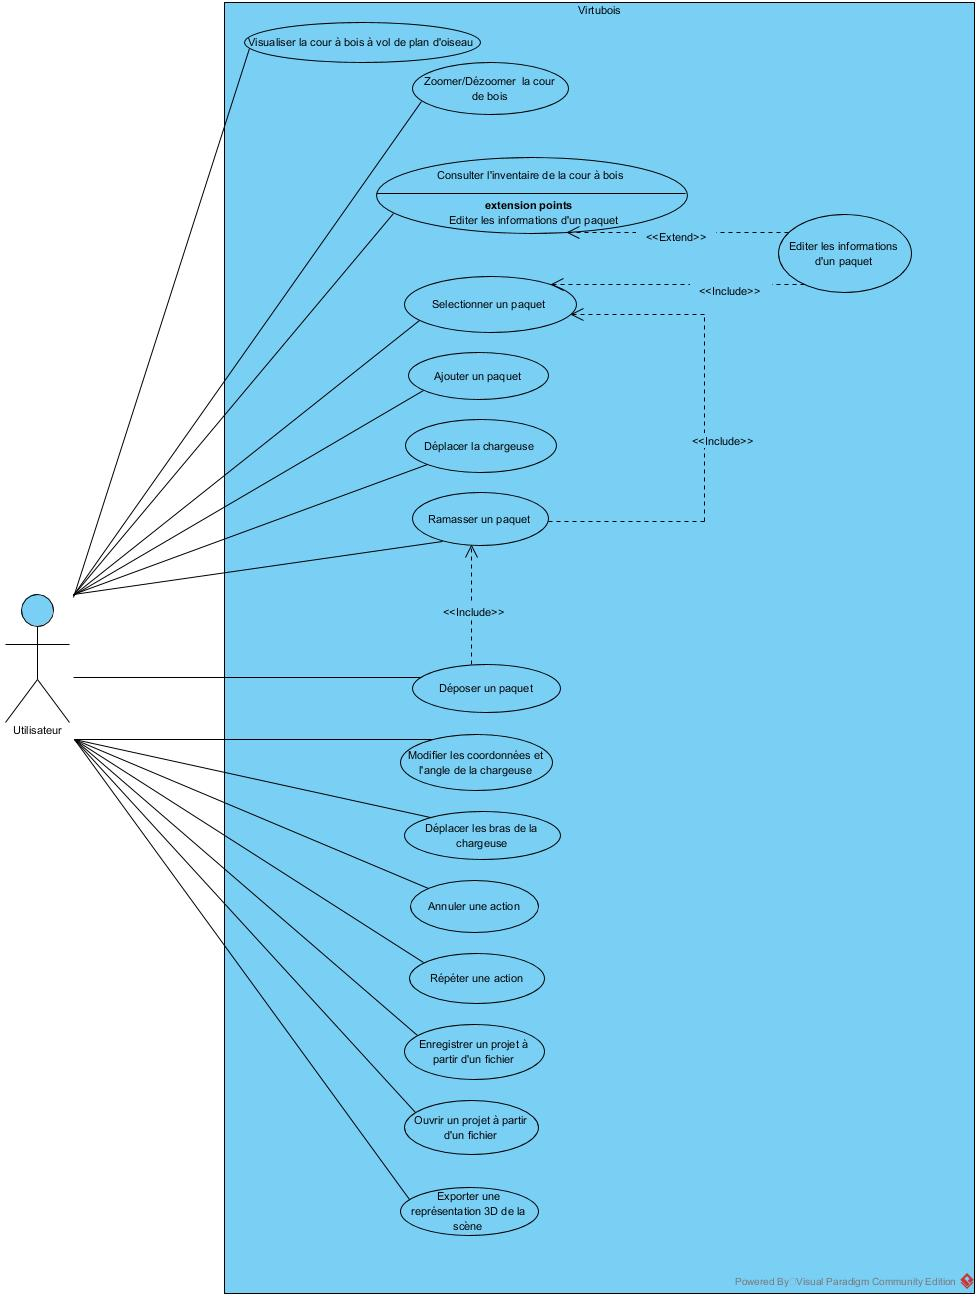 Virtubois
Visualiser la cour à bois à vol de plan d'oiseau
Zoomer/Dézoomer la cour
de bois
Consulter l'inventaire de la cour à bois
extension points
Editer les informations d'un paquet
<<Extend>>
Editer les informations
d'un paquet
<<Include>>
Selectionner un paquet
Ajouter un paquet
Déplacer la chargeuse
<<Include>>
Ramasser un paquet
<<Include>>
Déposer un paquet
Utilisateur
Modifier les coordonnées et
l'angle de la chargeuse
Déplacer les bras de la
chargeuse
Annuler une action
Répéter une action
Enregistrer un projet à
partir d'un fichier
Ouvrir un projet à partir
d'un fichier
Exporter une
représentation 3D de la
scène
Powered By Visual Paradigm Community Edition